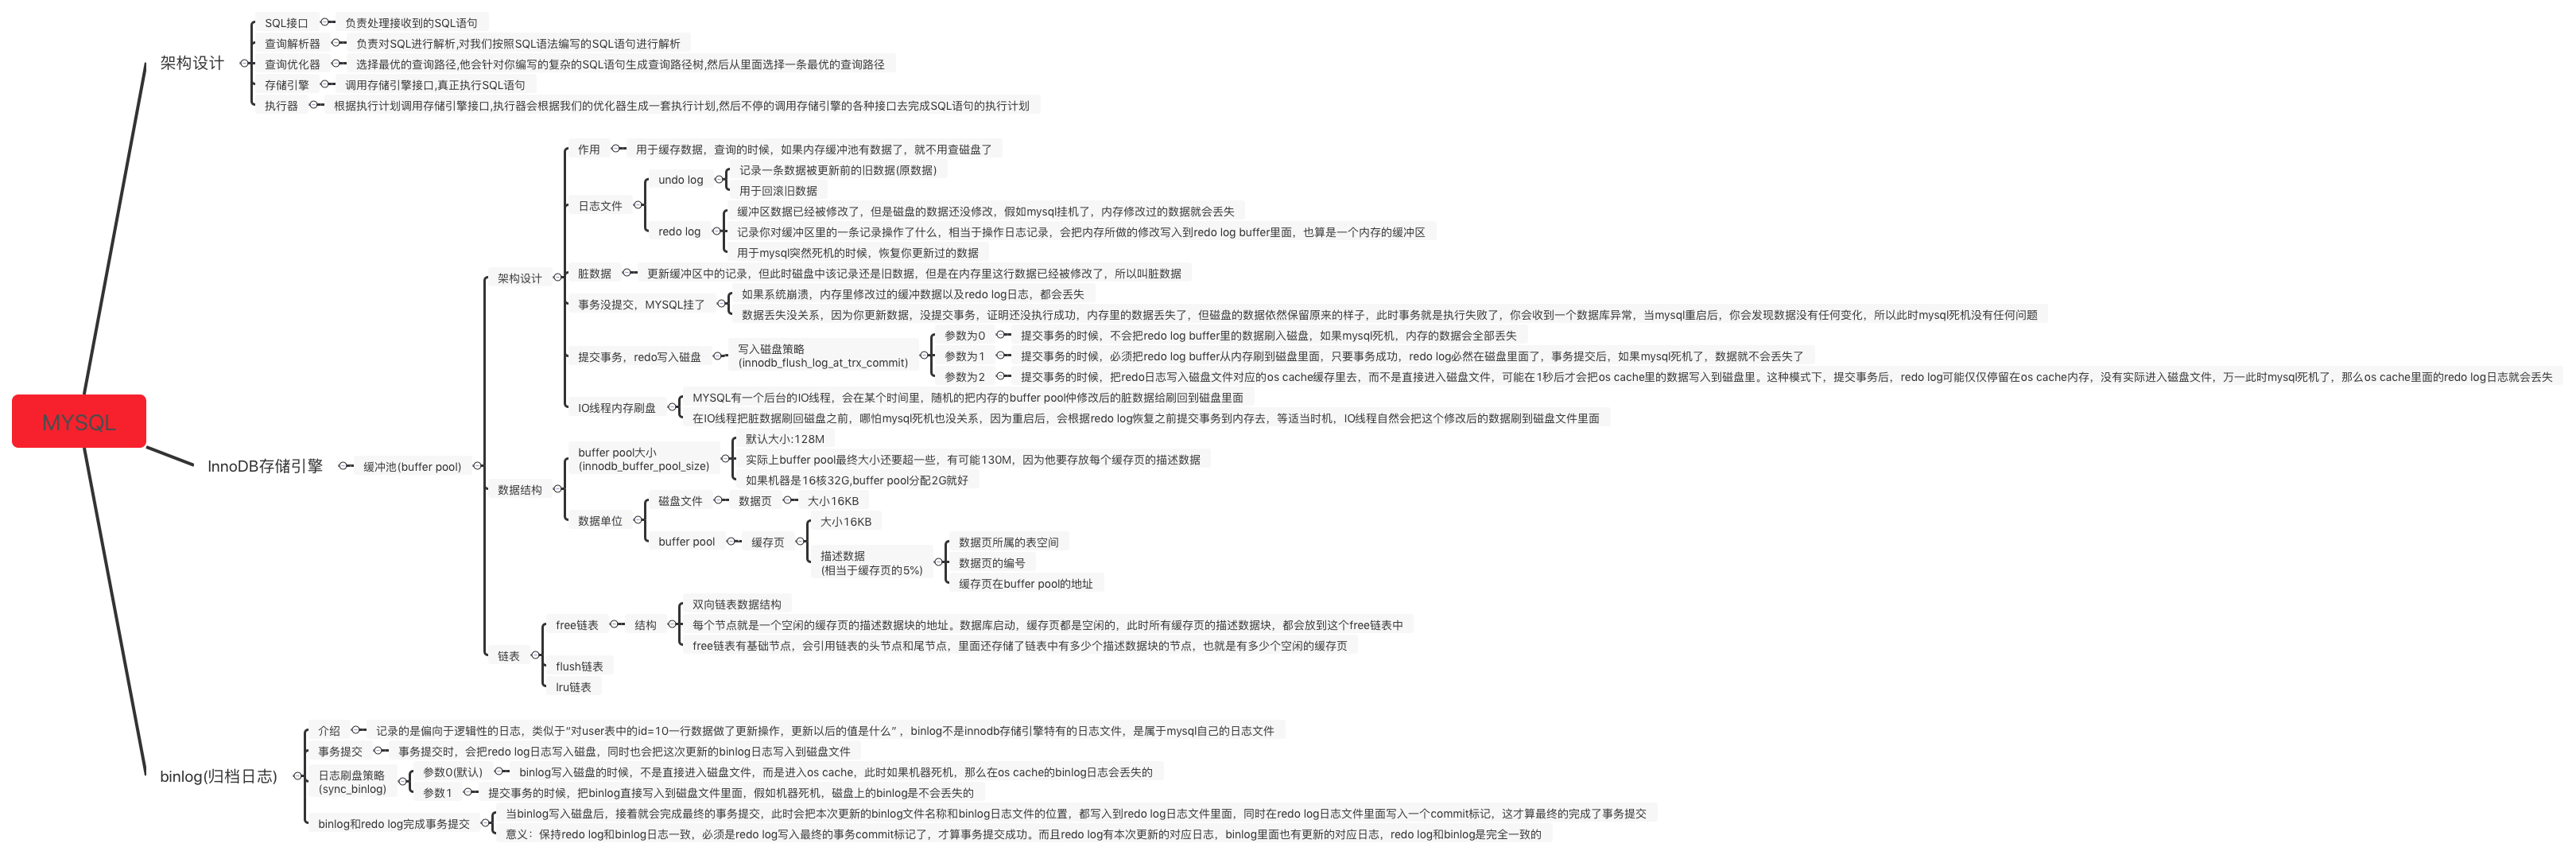 MYSQL
架构设计
SQL接口
负责处理接收到的SQL语句
查询解析器
负责对SQL进行解析,对我们按照SQL语法编写的SQL语句进行解析
查询优化器
选择最优的查询路径,他会针对你编写的复杂的SQL语句生成查询路径树,然后从里面选择一条最优的查询路径
存储引擎
调用存储引擎接口,真正执行SQL语句
执行器
根据执行计划调用存储引擎接口,执行器会根据我们的优化器生成一套执行计划,然后不停的调用存储引擎的各种接口去完成SQL语句的执行计划
InnoDB存储引擎
缓冲池(buffer pool)
架构设计
作用
用于缓存数据，查询的时候，如果内存缓冲池有数据了，就不用查磁盘了
日志文件
undo log
记录一条数据被更新前的旧数据(原数据)
用于回滚旧数据
redo log
缓冲区数据已经被修改了，但是磁盘的数据还没修改，假如mysql挂机了，内存修改过的数据就会丢失
记录你对缓冲区里的一条记录操作了什么，相当于操作日志记录，会把内存所做的修改写入到redo log buffer里面，也算是一个内存的缓冲区
用于mysql突然死机的时候，恢复你更新过的数据
脏数据
更新缓冲区中的记录，但此时磁盘中该记录还是旧数据，但是在内存里这行数据已经被修改了，所以叫脏数据
事务没提交，MYSQL挂了
如果系统崩溃，内存里修改过的缓冲数据以及redo log日志，都会丢失
数据丢失没关系，因为你更新数据，没提交事务，证明还没执行成功，内存里的数据丢失了，但磁盘的数据依然保留原来的样子，此时事务就是执行失败了，你会收到一个数据库异常，当mysql重启后，你会发现数据没有任何变化，所以此时mysql死机没有任何问题
提交事务，redo写入磁盘
写入磁盘策略
(innodb_flush_log_at_trx_commit)
参数为0
提交事务的时候，不会把redo log buffer里的数据刷入磁盘，如果mysql死机，内存的数据会全部丢失
参数为1
提交事务的时候，必须把redo log buffer从内存刷到磁盘里面，只要事务成功，redo log必然在磁盘里面了，事务提交后，如果mysql死机了，数据就不会丢失了
参数为2
提交事务的时候，把redo日志写入磁盘文件对应的os cache缓存里去，而不是直接进入磁盘文件，可能在1秒后才会把os cache里的数据写入到磁盘里。这种模式下，提交事务后，redo log可能仅仅停留在os cache内存，没有实际进入磁盘文件，万一此时mysql死机了，那么os cache里面的redo log日志就会丢失
IO线程内存刷盘
MYSQL有一个后台的IO线程，会在某个时间里，随机的把内存的buffer pool仲修改后的脏数据给刷回到磁盘里面
在IO线程把脏数据刷回磁盘之前，哪怕mysql死机也没关系，因为重启后，会根据redo log恢复之前提交事务到内存去，等适当时机，IO线程自然会把这个修改后的数据刷到磁盘文件里面
数据结构
buffer pool大小
(innodb_buffer_pool_size)
默认大小:128M
实际上buffer pool最终大小还要超一些，有可能130M，因为他要存放每个缓存页的描述数据
如果机器是16核32G,buffer pool分配2G就好
数据单位
磁盘文件
数据页
大小16KB
buffer pool
缓存页
大小16KB
描述数据
(相当于缓存页的5%)
数据页所属的表空间
数据页的编号
缓存页在buffer pool的地址
链表
free链表
结构
双向链表数据结构
每个节点就是一个空闲的缓存页的描述数据块的地址。数据库启动，缓存页都是空闲的，此时所有缓存页的描述数据块，都会放到这个free链表中
free链表有基础节点，会引用链表的头节点和尾节点，里面还存储了链表中有多少个描述数据块的节点，也就是有多少个空闲的缓存页
flush链表
lru链表
binlog(归档日志)
介绍
记录的是偏向于逻辑性的日志，类似于“对user表中的id=10一行数据做了更新操作，更新以后的值是什么”，binlog不是innodb存储引擎特有的日志文件，是属于mysql自己的日志文件
事务提交
事务提交时，会把redo log日志写入磁盘，同时也会把这次更新的binlog日志写入到磁盘文件
日志刷盘策略
(sync_binlog)
参数0(默认)
binlog写入磁盘的时候，不是直接进入磁盘文件，而是进入os cache，此时如果机器死机，那么在os cache的binlog日志会丢失的
参数1
提交事务的时候，把binlog直接写入到磁盘文件里面，假如机器死机，磁盘上的binlog是不会丢失的
binlog和redo log完成事务提交
当binlog写入磁盘后，接着就会完成最终的事务提交，此时会把本次更新的binlog文件名称和binlog日志文件的位置，都写入到redo log日志文件里面，同时在redo log日志文件里面写入一个commit标记，这才算最终的完成了事务提交
意义：保持redo log和binlog日志一致，必须是redo log写入最终的事务commit标记了，才算事务提交成功。而且redo log有本次更新的对应日志，binlog里面也有更新的对应日志，redo log和binlog是完全一致的